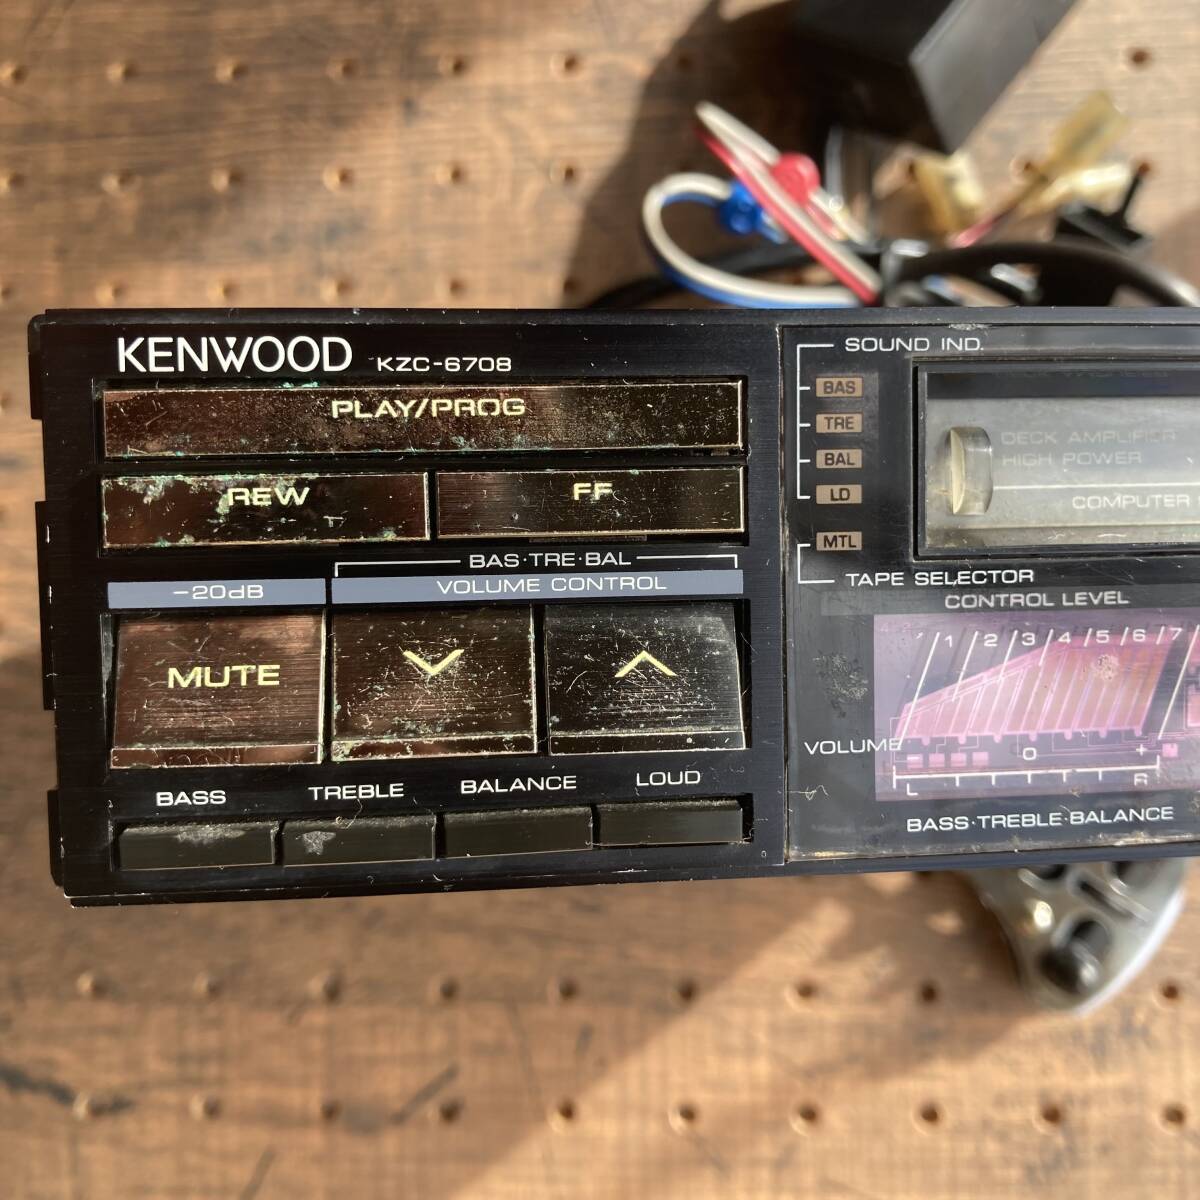 KENWOOD KZC-6708
PLAY/PROG
REW FF
BAS·TRE·BAL
-20dB VOLUME CONTROL
MUTE
BASS TREBLE BALANCE LOUD
SOUND IND.
BAS
TRE
BAL
LD
MTL
TAPE SELECTOR
DECK AMPLIFIER
HIGH POWER
COMPUTER
CONTROL LEVEL
1 2 3 4 5 6 7
VOLUME
0 +
L R
BASS·TREBLE·BALANCE